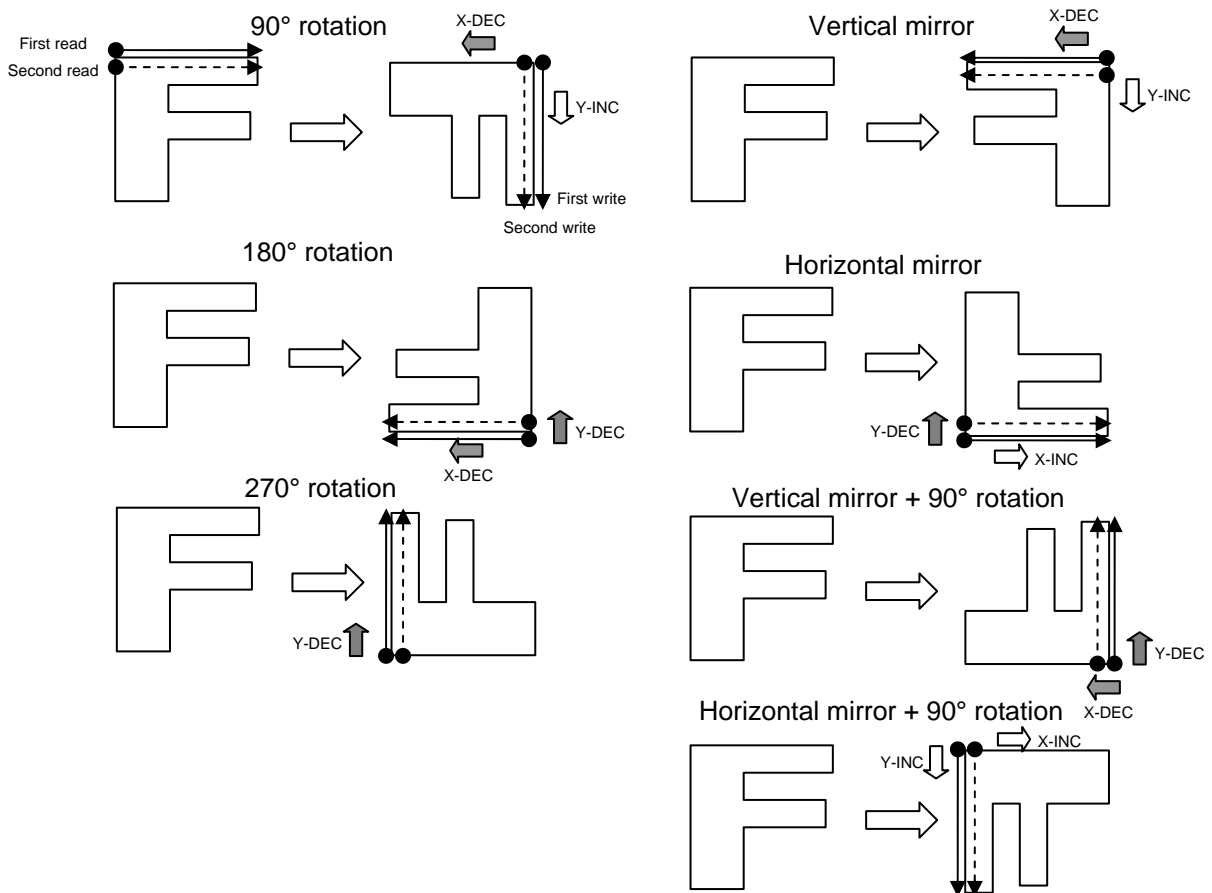 90° rotation
X-DEC
First read
Second read
Y-INC
First write
Second write
Vertical mirror
X-DEC
Y-INC
180° rotation
Y-DEC
X-DEC
Horizontal mirror
Y-DEC
X-INC
270° rotation
Y-DEC
Vertical mirror + 90° rotation
Y-DEC
X-DEC
Horizontal mirror + 90° rotation
X-INC
Y-INC